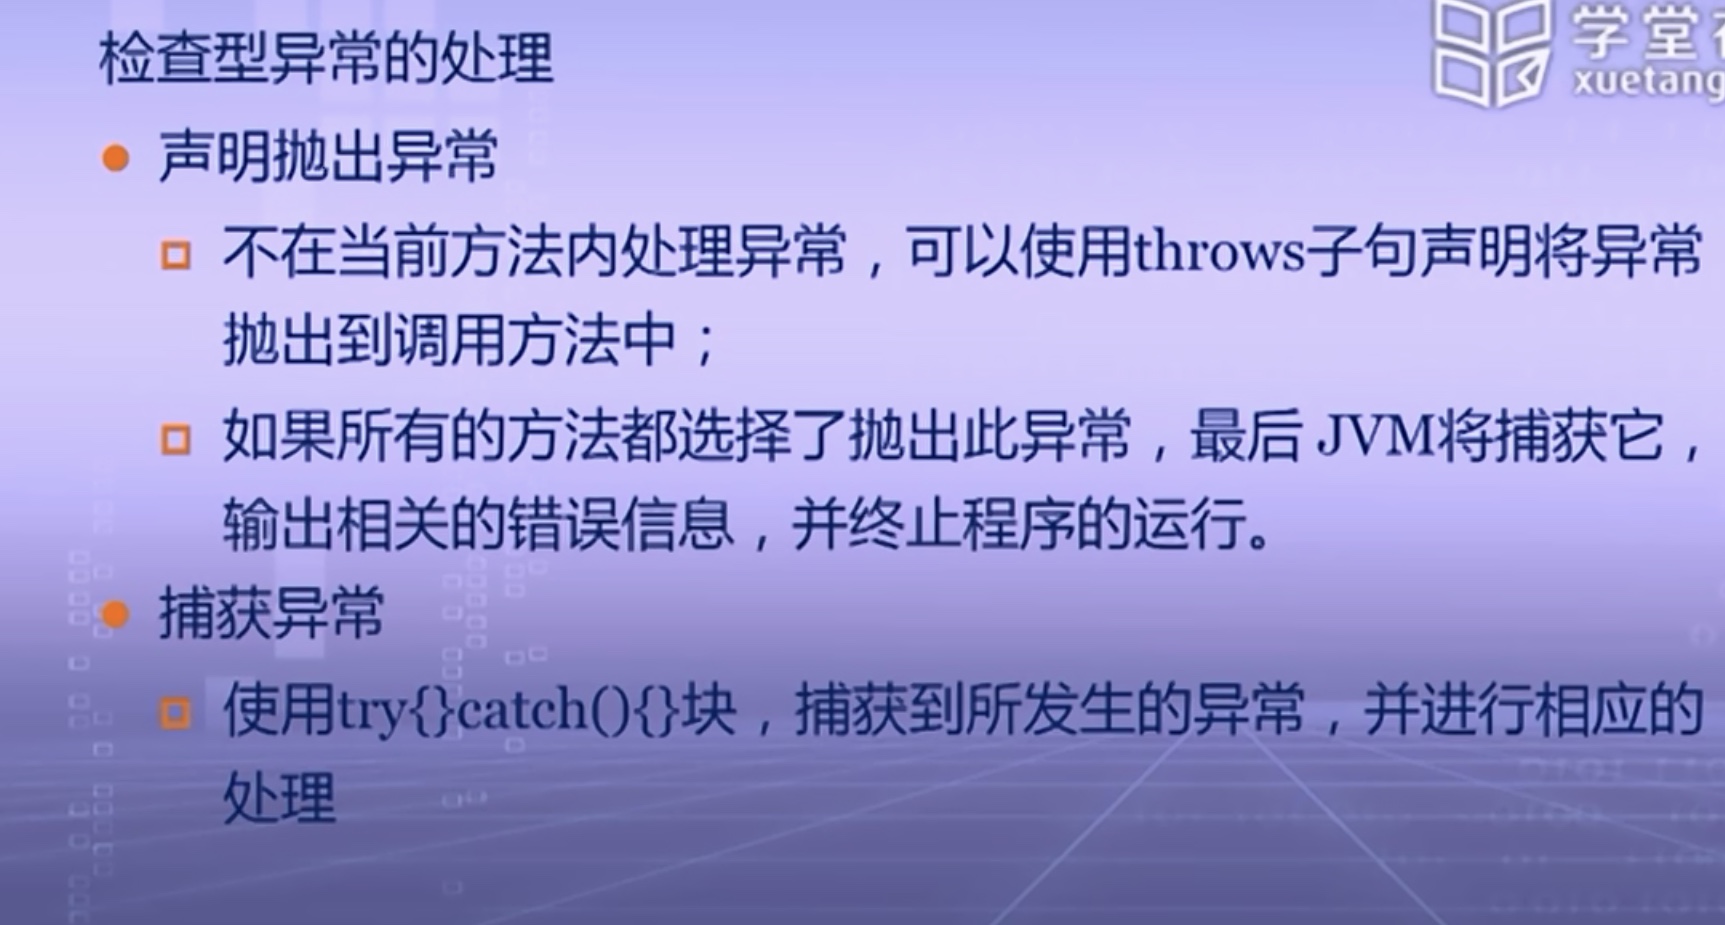 检查型异常的处理
学堂
xuetang
声明抛出异常
不在当前方法内处理异常，可以使用throws子句声明将异常
抛出到调用方法中；
如果所有的方法都选择了抛出此异常，最后 JVM将捕获它，
输出相关的错误信息，并终止程序的运行。
捕获异常
使用try{}catch(){}块，捕获到所发生的异常，并进行相应的
处理